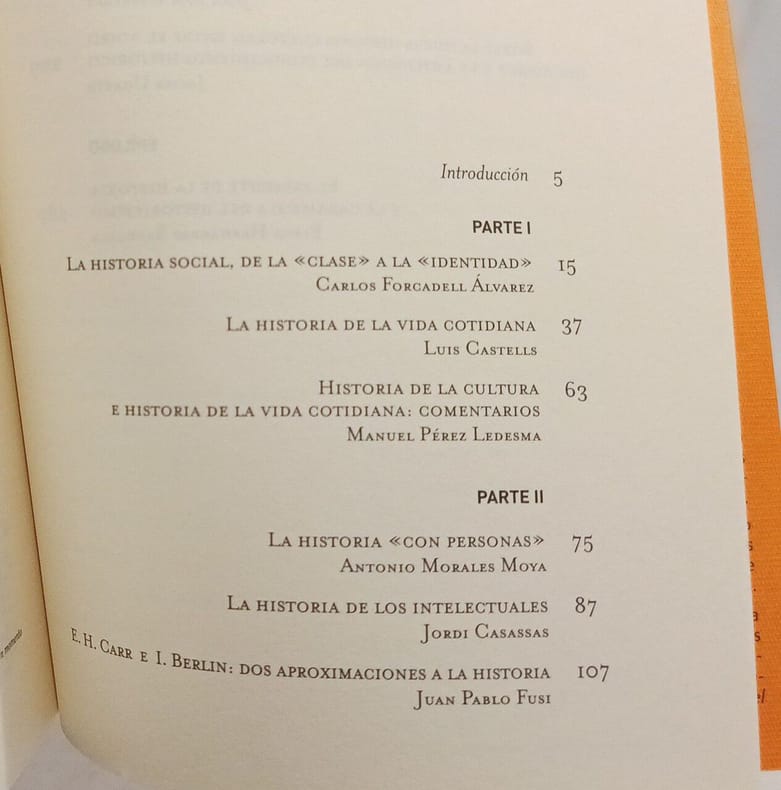 Introducción 5
PARTE I
LA HISTORIA SOCIAL, DE LA «CLASE» A LA «IDENTIDAD» 15
CARLOS FORCADELL ÁLVAREZ
LA HISTORIA DE LA VIDA COTIDIANA 37
LUIS CASTELLS
HISTORIA DE LA CULTURA 63
E HISTORIA DE LA VIDA COTIDIANA: COMENTARIOS
MANUEL PÉREZ LEDESMA
PARTE II
LA HISTORIA «CON PERSONAS» 75
ANTONIO MORALES MOYA
LA HISTORIA DE LOS INTELECTUALES 87
JORDI CASASSAS
E. H. CARR E I. BERLIN: DOS APROXIMACIONES A LA HISTORIA 107
JUAN PABLO FUSI